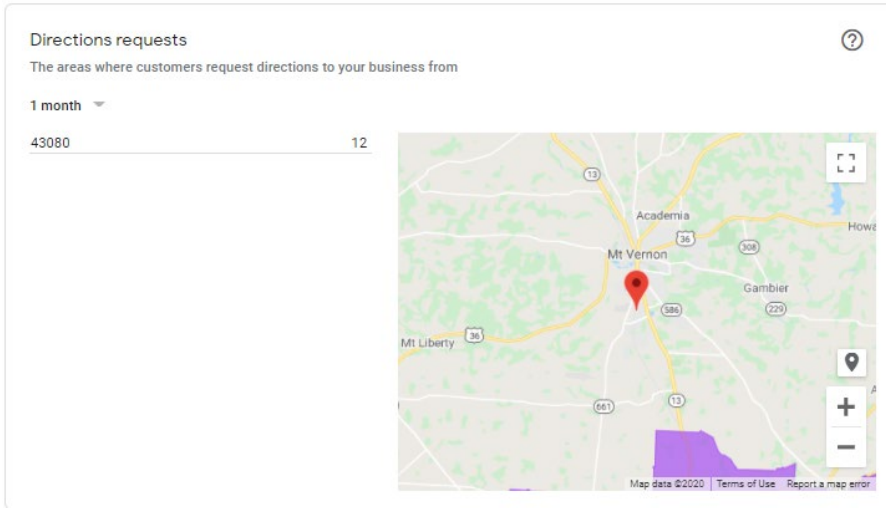 Directions requests
The areas where customers request directions to your business from
1 month
43080 12
13
Academia
36
Howa
Mt Vernon
308
Gambier
586
229
36
Mt Liberty
661
13
A
Map data ©2020 Terms of Use Report a map error